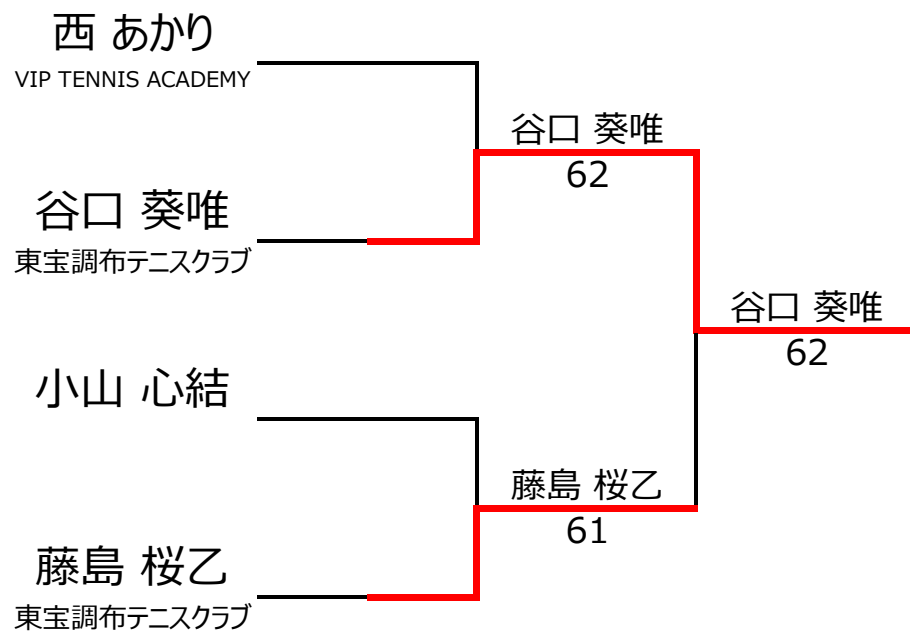 西 あかり
VIP TENNIS ACADEMY
谷口 葵唯
62
谷口 葵唯
東宝調布テニスクラブ
谷口 葵唯
62
小山 心結
藤島 桜乙
61
藤島 桜乙
東宝調布テニスクラブ